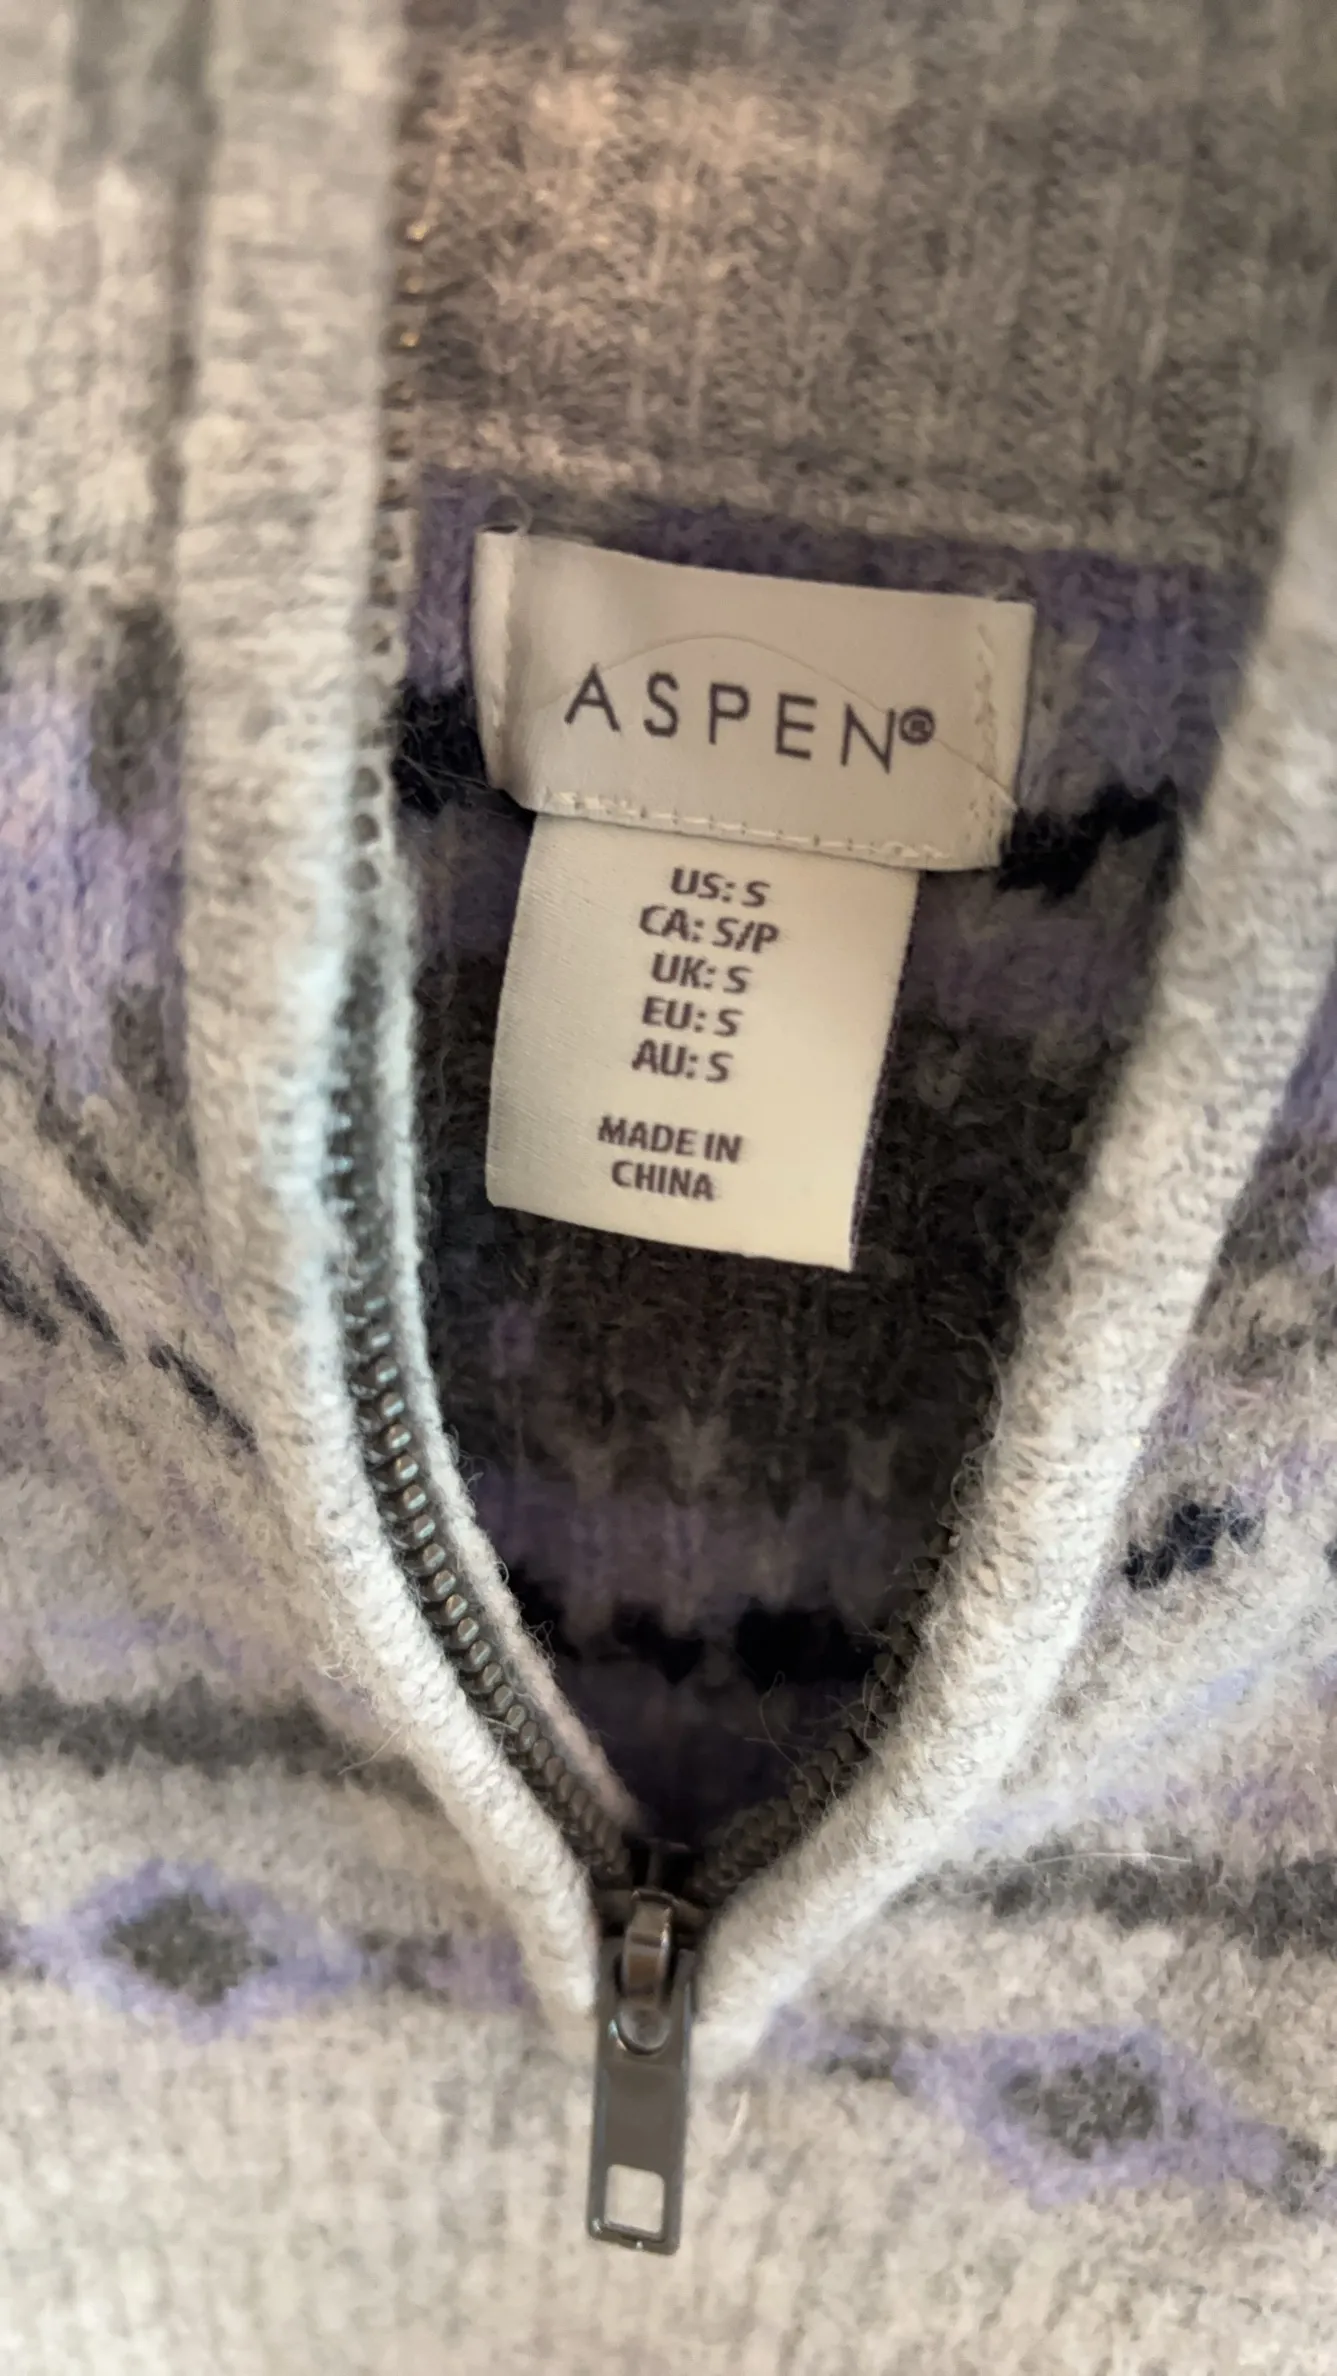 ASPEN®
US: S
CA: S/P
UK: S
EU: S
AU: S
MADE IN
CHINA